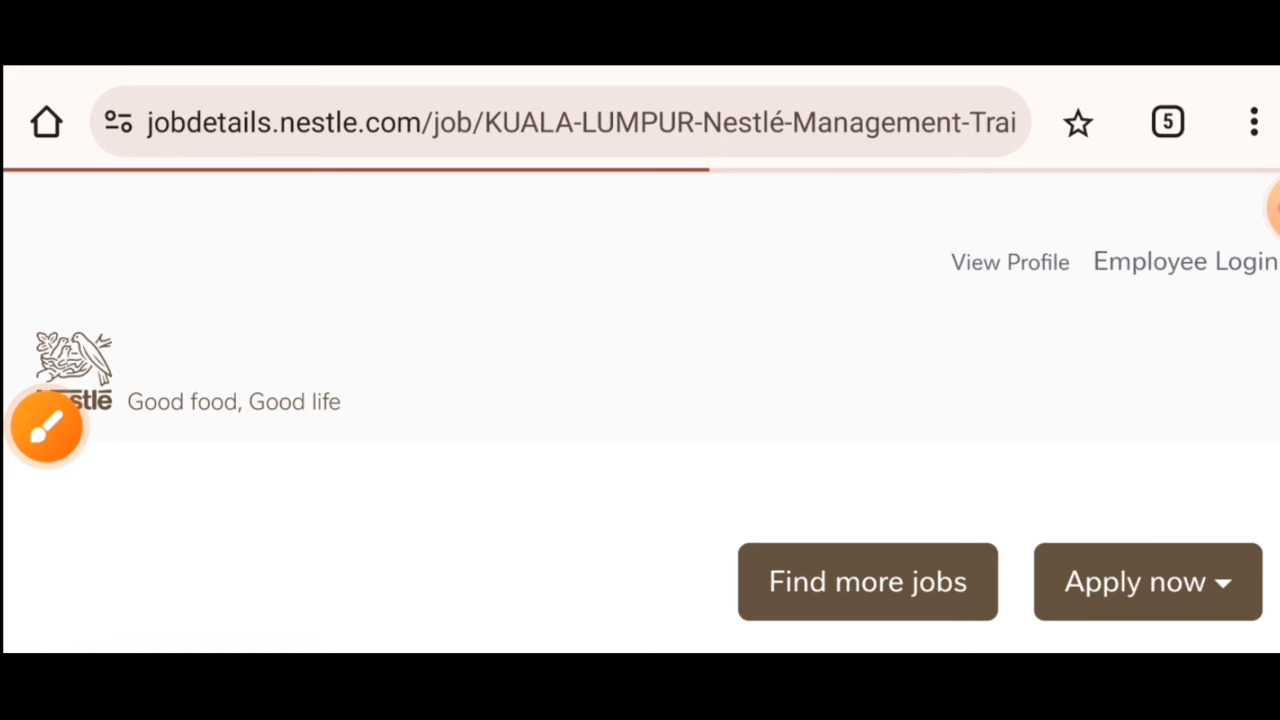 jobdetails.nestle.com/job/KUALA-LUMPUR-Nestlé-Management-Trai
5
View Profile Employee Login
stlé Good food, Good life
Find more jobs Apply now